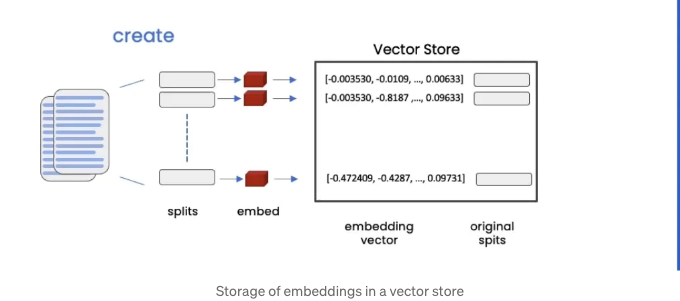 create
Vector Store
[-0.003530, -0.0109, ..., 0.00633]
[-0.003530, -0.8187 ,..., 0.09633]
[-0.472409, -0.4287, ..., 0.09731]
splits
embed
embedding
vector
original
spits
Storage of embeddings in a vector store